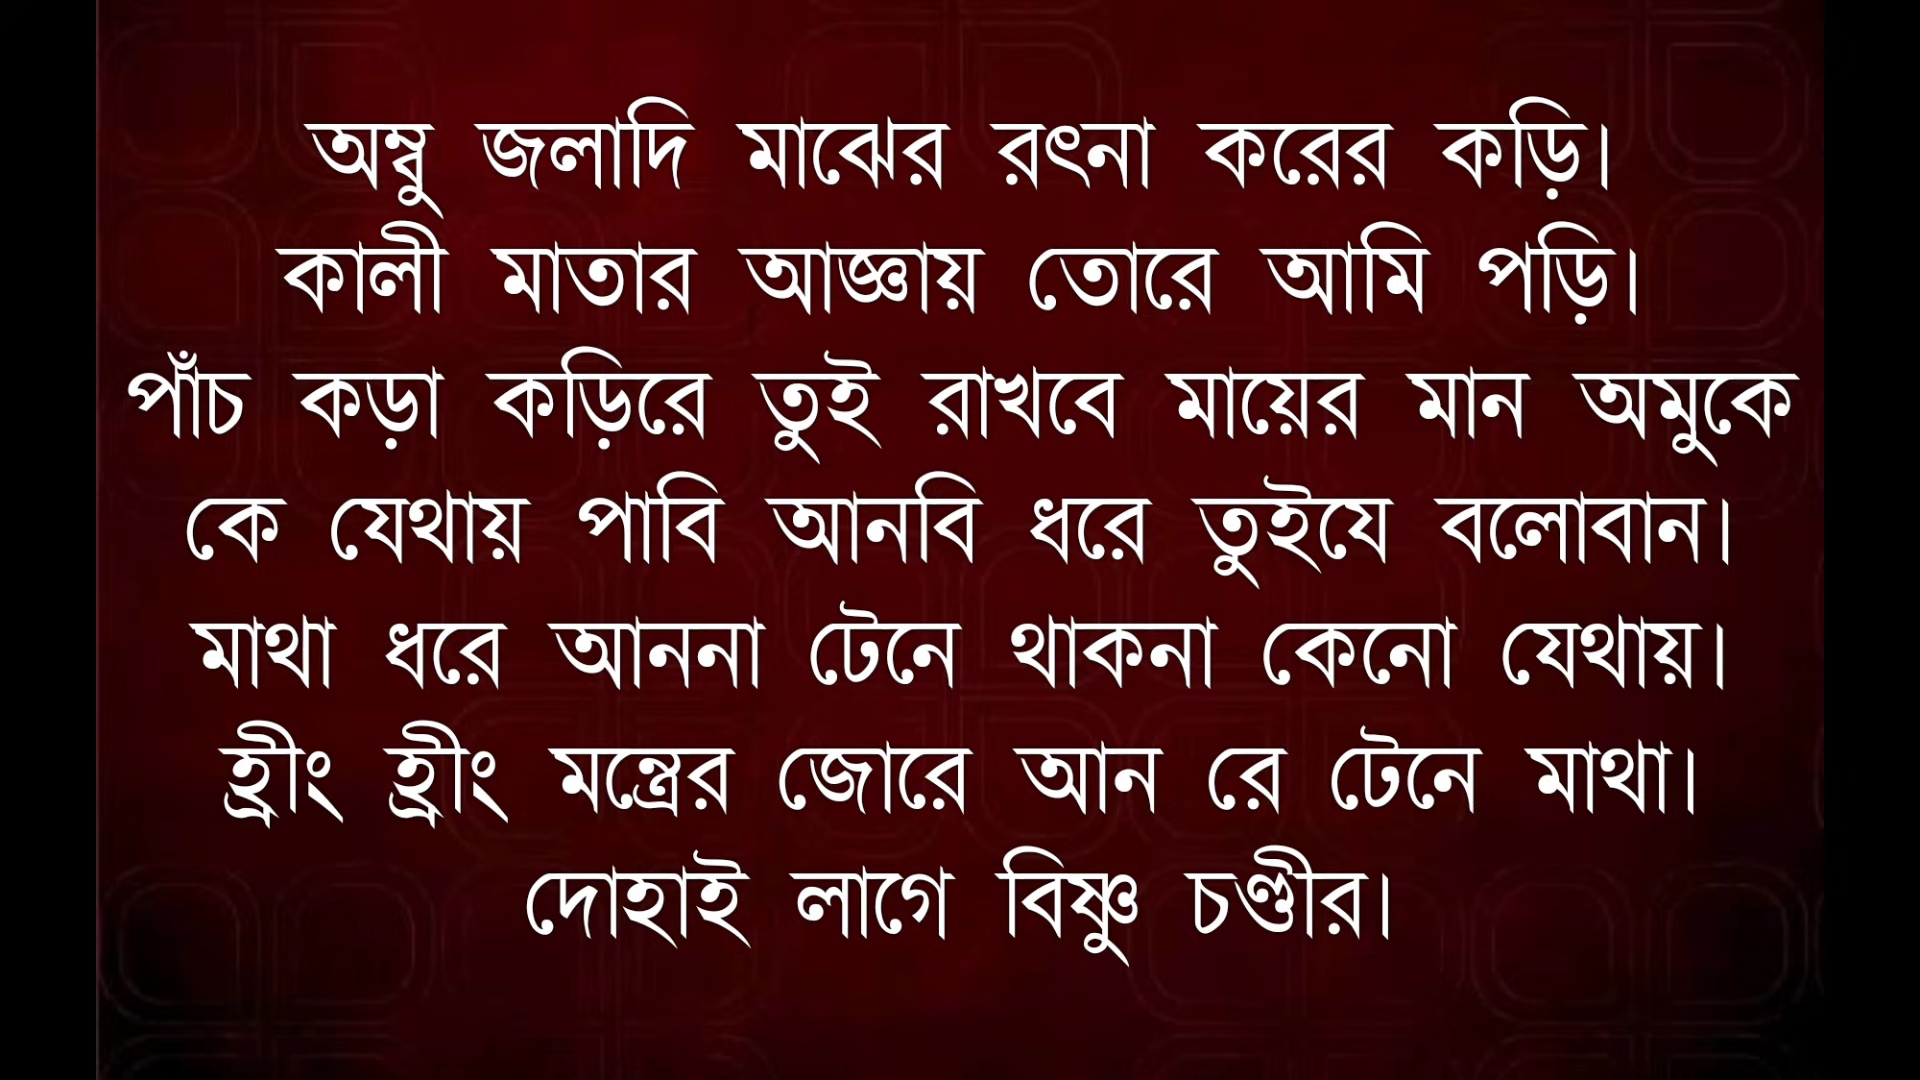 অম্বু জলাদি মাঝের রৎনা করের কড়ি।
কালী মাতার আজ্ঞায় তোরে আমি পড়ি।
পাঁচ কড়া কড়িরে তুই রাখবে মায়ের মান অমুকে
কে যেথায় পাবি আনবি ধরে তুইযে বলোবান।
মাথা ধরে আননা টেনে থাকনা কেনো যেথায়।
হ্রীং হ্রীং মন্ত্রের জোরে আন রে টেনে মাথা।
দোহাই লাগে বিষ্ণু চণ্ডীর।